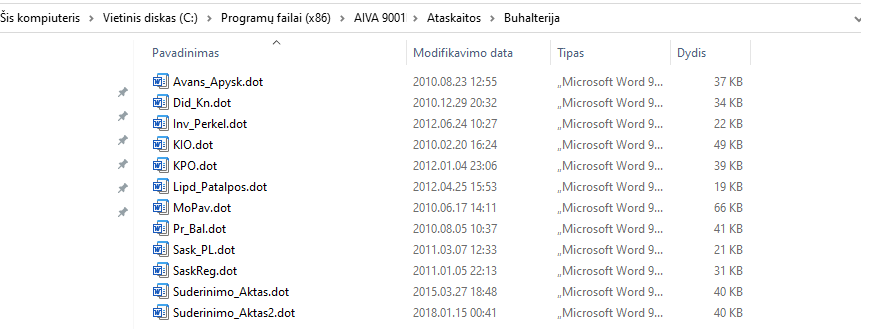 Šis kompiuteris > Vietinis diskas (C:) > Programų failai (x86) > AIVA 9001 > Ataskaitos > Buhalterija
Pavadinimas Modifikavimo data Tipas Dydis
Avans_Apysk.dot 2010.08.23 12:55 „Microsoft Word 9... 37 KB
Did_Kn.dot 2010.12.29 20:32 „Microsoft Word 9... 34 KB
Inv_Perkel.dot 2012.06.24 10:27 „Microsoft Word 9... 22 KB
KIO.dot 2010.02.20 16:24 „Microsoft Word 9... 49 KB
KPO.dot 2012.01.04 23:06 „Microsoft Word 9... 39 KB
Lipd_Patalpos.dot 2012.04.25 15:53 „Microsoft Word 9... 19 KB
MoPav.dot 2010.06.17 14:11 „Microsoft Word 9... 66 KB
Pr_Bal.dot 2010.08.05 10:37 „Microsoft Word 9... 41 KB
Sask_PL.dot 2011.03.07 12:33 „Microsoft Word 9... 21 KB
SaskReg.dot 2011.01.05 22:13 „Microsoft Word 9... 31 KB
Suderinimo_Aktas.dot 2015.03.27 18:48 „Microsoft Word 9... 40 KB
Suderinimo_Aktas2.dot 2018.01.15 00:41 „Microsoft Word 9... 40 KB